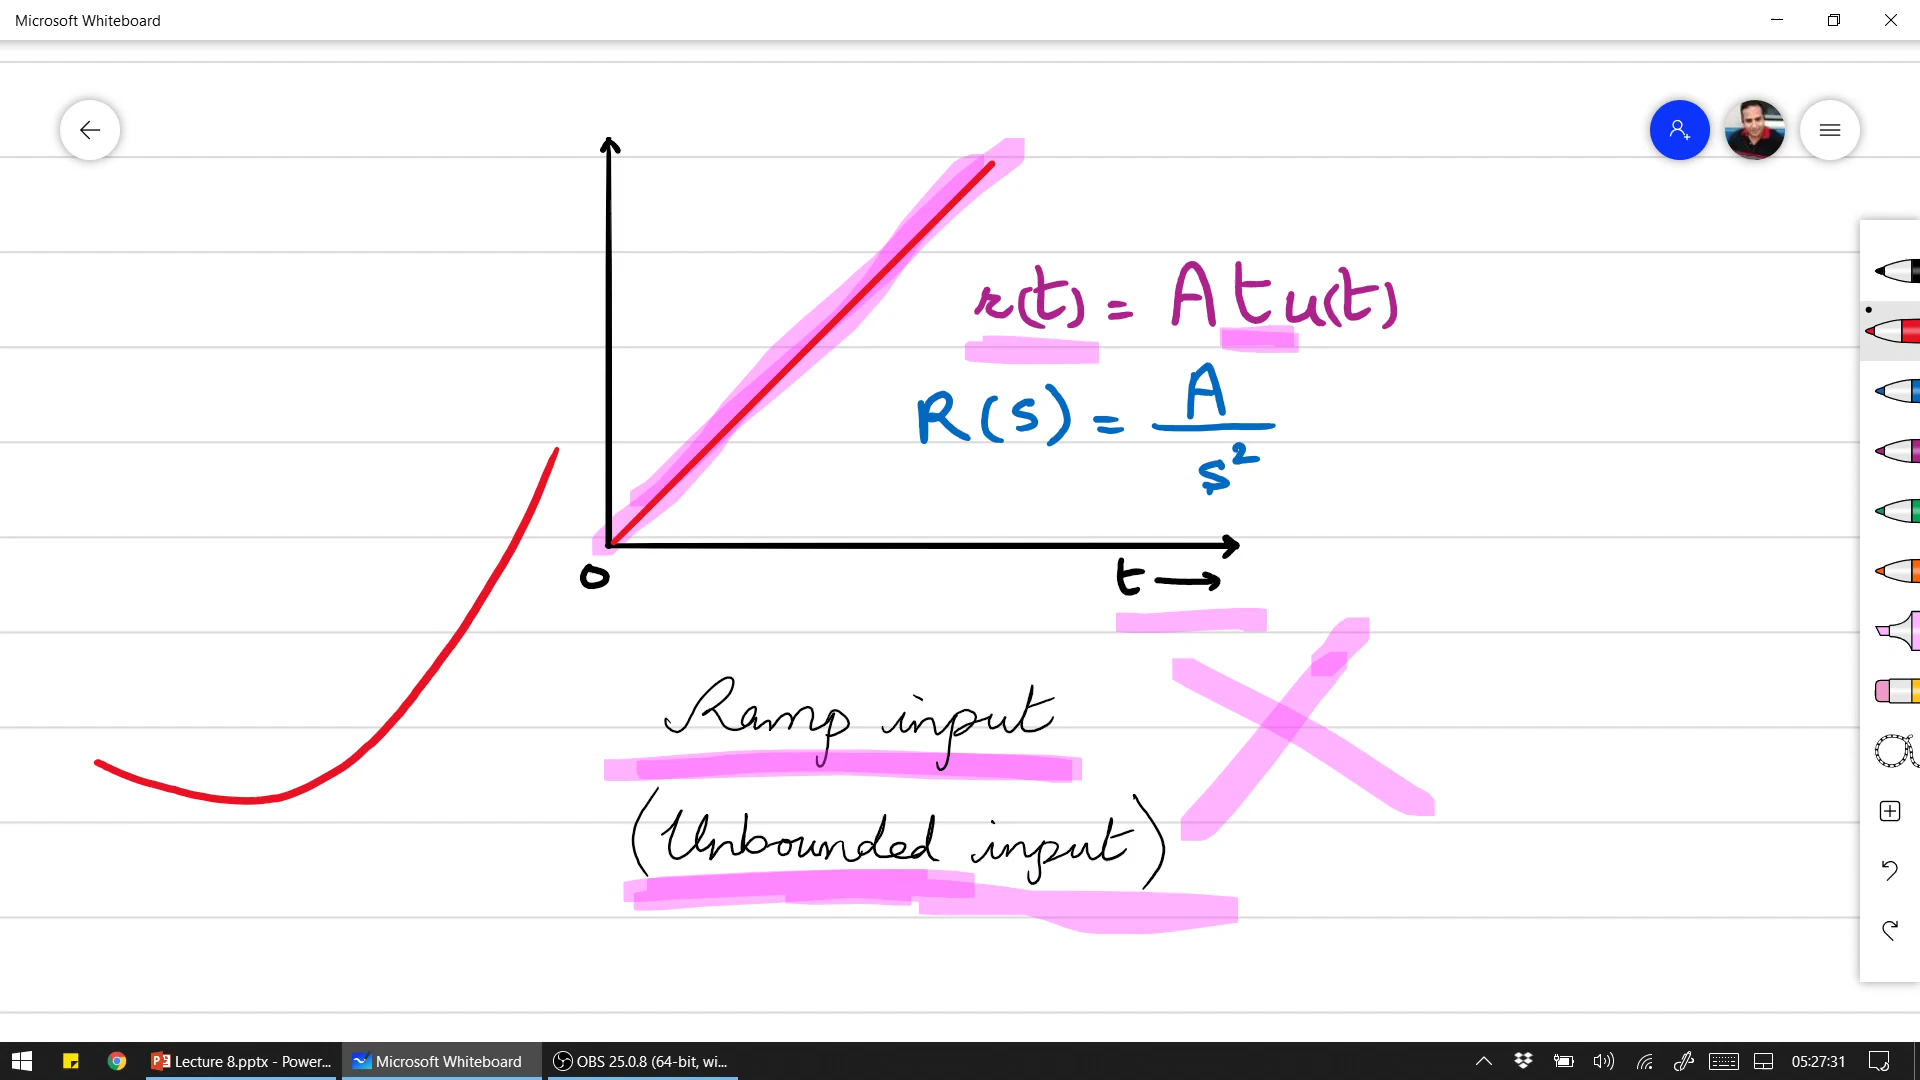 Microsoft Whiteboard
r(t) = A t u(t)
R(s) = A / s²
0
t →
Ramp input
(Unbounded input)
Lecture 8.pptx - Power...
Microsoft Whiteboard
OBS 25.0.8 (64-bit, wi...
05:27:31